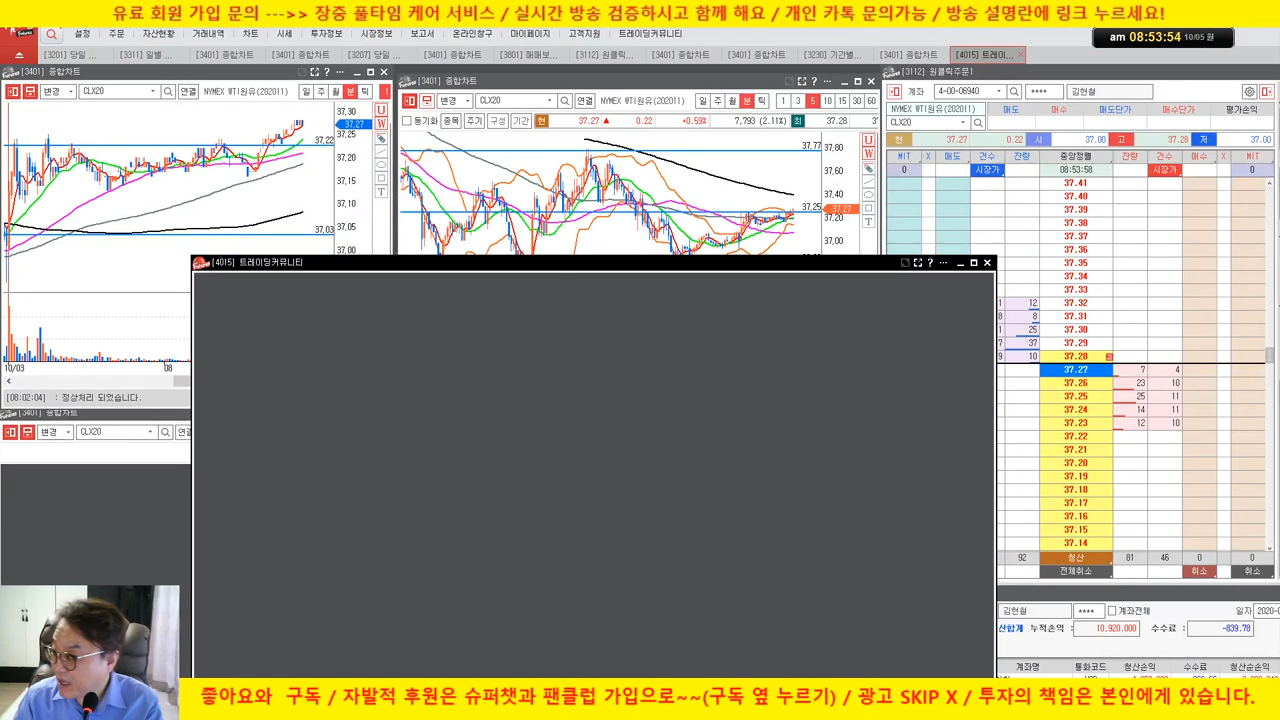 유료 회원 가입 문의 --->> 장중 풀타임 케어 서비스 / 실시간 방송 검증하시고 함께 해요 / 개인 카톡 문의가능 / 방송 설명란에 링크 누르세요!
설정 주문 자산현황 거래내역 차트 시세 투자정보 시장정보 보고서 온라인창구 마이페이지 고객지원 트레이딩커뮤니티
am 08:53:54 10/05 월
[3201] 당일 ... [3311] 일별 ... [3401] 종합차트 [3401] 종합차트 [3207] 당일 ... [3401] 종합차트 [3801] 매매보... [3112] 원클릭... [3401] 종합차트 [3401] 종합차트 [3230] 기간별... [3401] 종합차트 [4015] 트레이...
[3401] 종합차트
변경 CLX20 연결 NYMEX WTI원유(202011) 일 주 월 분 틱
37.30
37.27
37.25
37.22
37.20
37.15
37.10
37.05
37.03
37.00
U
W
T
10/03 08
[08:02:04] : 정상처리 되었습니다.
[3401] 종합차트
변경 CLX20 연결
[3401] 종합차트
변경 CLX20 연결 NYMEX WTI원유(202011) 일 주 월 분 틱 1 3 5 10 15 30 60
동기화 종목 주기 구성 기간 현 37.27 ▲ 0.22 +0.59% 7,793 (2.11%) 최 37.28
37.77 37.80
37.60
37.40
37.25 37.27
37.20
37.00
U
W
T
[4015] 트레이딩커뮤니티
[3112] 원클릭주문1
계좌 4-00-06940 **** 김현철
NYMEX WTI원유(202011) 매도 매수 매도단가 매수단가 평가손익
CLX20
현 37.27 0.22 시 37.00 고 37.28 저 37.00
MIT X 매도 건수 잔량 중앙정렬 잔량 건수 매수 X MIT
0 시장가 08:53:58 시장가 0
37.41
37.40
37.39
37.38
37.37
37.36
37.35
37.34
37.33
1 12 37.32
8 8 37.31
1 25 37.30
7 37 37.29
9 10 37.28 고
37.27 7 4
37.26 23 10
37.25 25 11
37.24 14 11
37.23 12 10
37.22
37.21
37.20
37.19
37.18
37.17
37.16
37.15
37.14
92 청산 81 46 0 0
전체취소 취소 취소
김현철 **** 계좌전체 일자
산합계 누적손익 : 10,920.000 수수료 : -839.78
계좌명 통화코드 청산손익 수수료 청산순손익
좋아요와 구독 / 자발적 후원은 슈퍼챗과 팬클럽 가입으로~~(구독 옆 누르기) / 광고 SKIP X / 투자의 책임은 본인에게 있습니다.